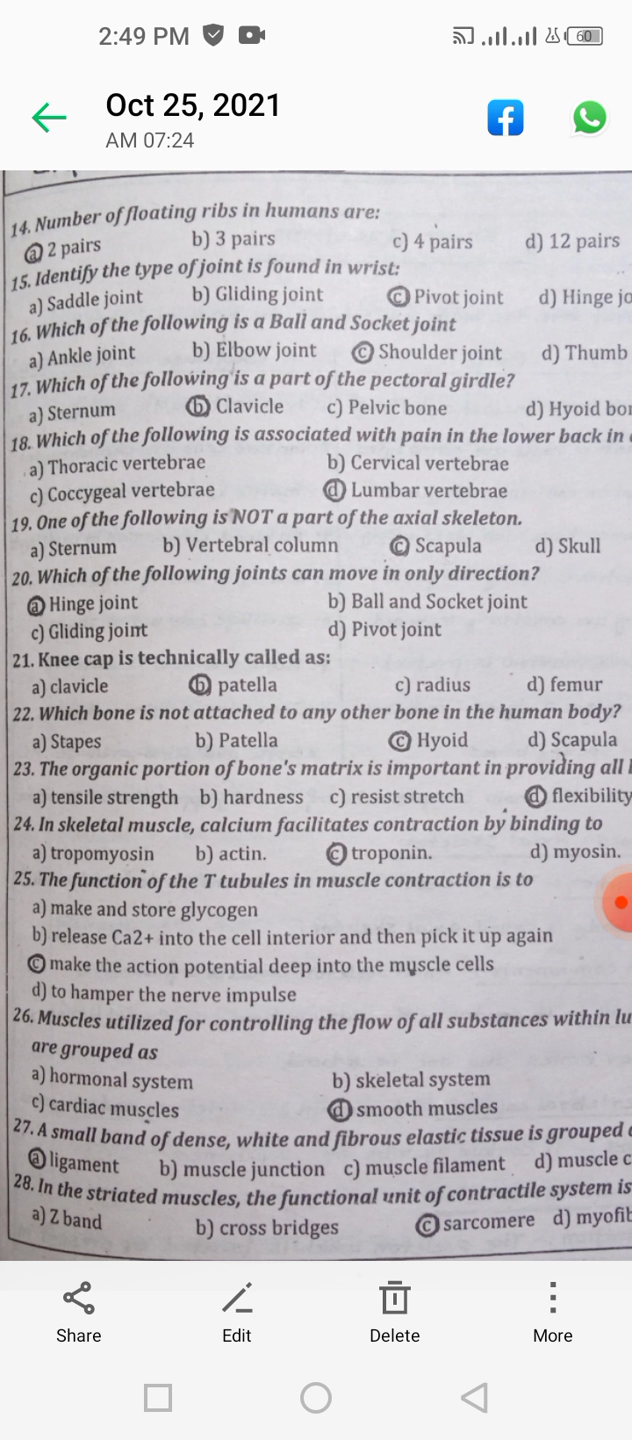 2:49 PM
60
Oct 25, 2021
AM 07:24
14. Number of floating ribs in humans are:
a) 2 pairs b) 3 pairs c) 4 pairs d) 12 pairs
15. Identify the type of joint is found in wrist:
a) Saddle joint b) Gliding joint c) Pivot joint d) Hinge jo
16. Which of the following is a Ball and Socket joint
a) Ankle joint b) Elbow joint c) Shoulder joint d) Thumb
17. Which of the following is a part of the pectoral girdle?
a) Sternum b) Clavicle c) Pelvic bone d) Hyoid bon
18. Which of the following is associated with pain in the lower back in
a) Thoracic vertebrae b) Cervical vertebrae
c) Coccygeal vertebrae d) Lumbar vertebrae
19. One of the following is NOT a part of the axial skeleton.
a) Sternum b) Vertebral column c) Scapula d) Skull
20. Which of the following joints can move in only direction?
a) Hinge joint b) Ball and Socket joint
c) Gliding joint d) Pivot joint
21. Knee cap is technically called as:
a) clavicle b) patella c) radius d) femur
22. Which bone is not attached to any other bone in the human body?
a) Stapes b) Patella c) Hyoid d) Scapula
23. The organic portion of bone's matrix is important in providing all
a) tensile strength b) hardness c) resist stretch d) flexibility
24. In skeletal muscle, calcium facilitates contraction by binding to
a) tropomyosin b) actin. c) troponin. d) myosin.
25. The function of the T tubules in muscle contraction is to
a) make and store glycogen
b) release Ca2+ into the cell interior and then pick it up again
c) make the action potential deep into the muscle cells
d) to hamper the nerve impulse
26. Muscles utilized for controlling the flow of all substances within lu
are grouped as
a) hormonal system b) skeletal system
c) cardiac muscles d) smooth muscles
27. A small band of dense, white and fibrous elastic tissue is grouped
a) ligament b) muscle junction c) muscle filament d) muscle c
28. In the striated muscles, the functional unit of contractile system is
a) Z band b) cross bridges c) sarcomere d) myofib
Share Edit Delete More